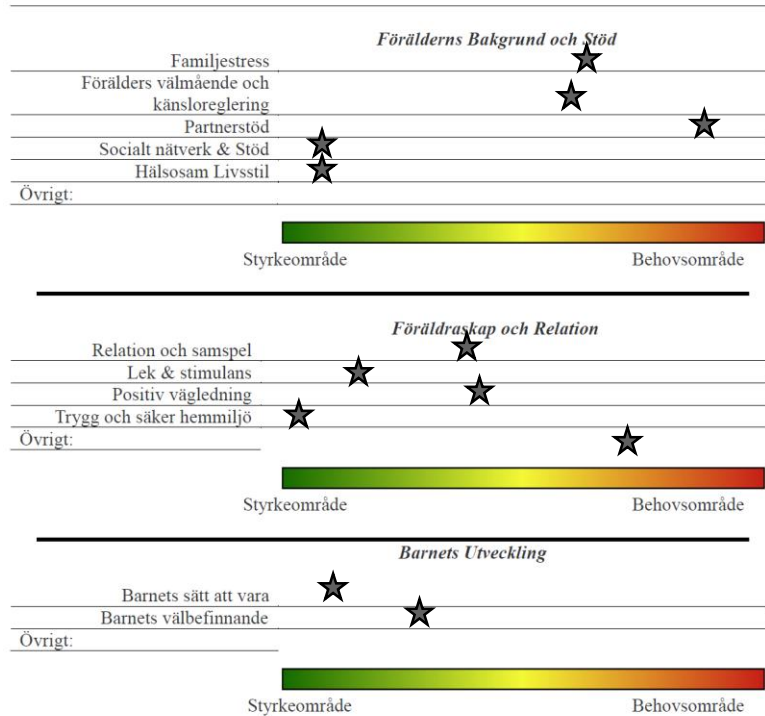 Förälderns Bakgrund och Stöd
Familjestress
Förälders välmående och
känsloreglering
Partnerstöd
Socialt nätverk & Stöd
Hälsosam Livsstil
Övrigt:
Styrkeområde
Behovsområde
Föräldraskap och Relation
Relation och samspel
Lek & stimulans
Positiv vägledning
Trygg och säker hemmiljö
Övrigt:
Styrkeområde
Behovsområde
Barnets Utveckling
Barnets sätt att vara
Barnets välbefinnande
Övrigt:
Styrkeområde
Behovsområde